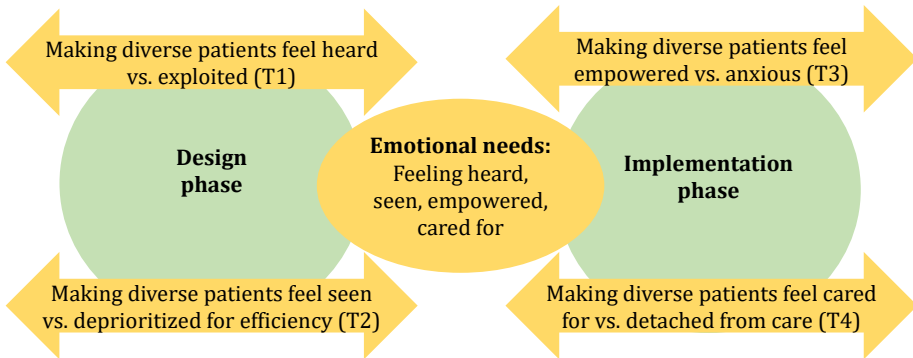 Making diverse patients feel heard
vs. exploited (T1)
Making diverse patients feel
empowered vs. anxious (T3)
Design
phase
Emotional needs:
Feeling heard,
seen, empowered,
cared for
Implementation
phase
Making diverse patients feel seen
vs. deprioritized for efficiency (T2)
Making diverse patients feel cared
for vs. detached from care (T4)